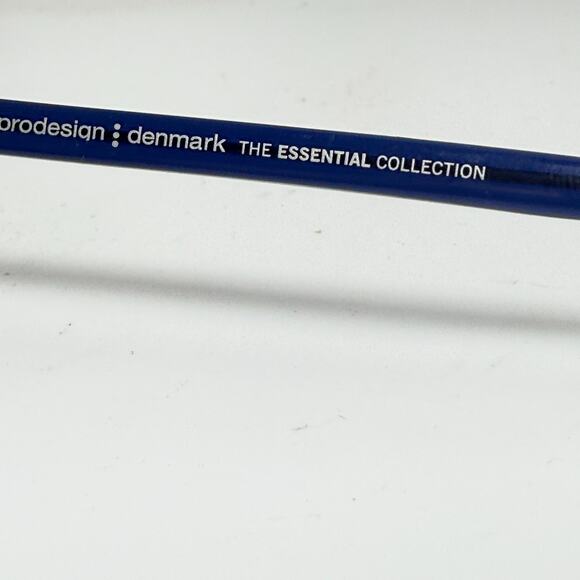 prodesign : denmark THE ESSENTIAL COLLECTION